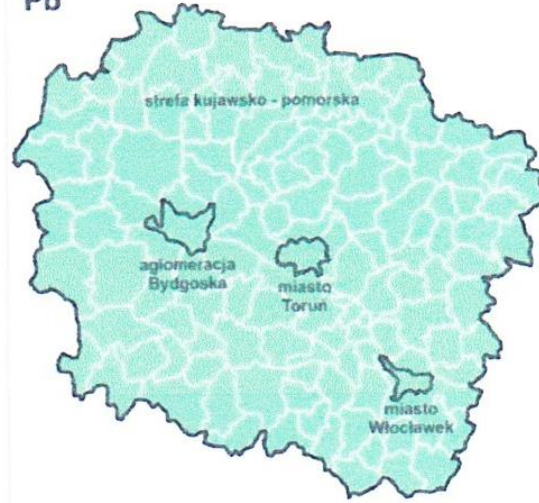 Pb
strefa kujawsko - pomorska
aglomeracja
Bydgoska
miasto
Toruń
miasto
Włocławek